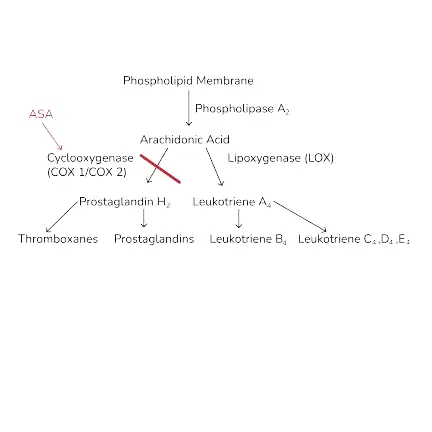 Phospholipid Membrane
ASA
Phospholipase A₂
Arachidonic Acid
Cyclooxygenase
(COX 1/COX 2)
Lipoxygenase (LOX)
Prostaglandin H₂
Leukotriene A₄
Thromboxanes
Prostaglandins
Leukotriene B₄
Leukotriene C₄,D₄,E₄